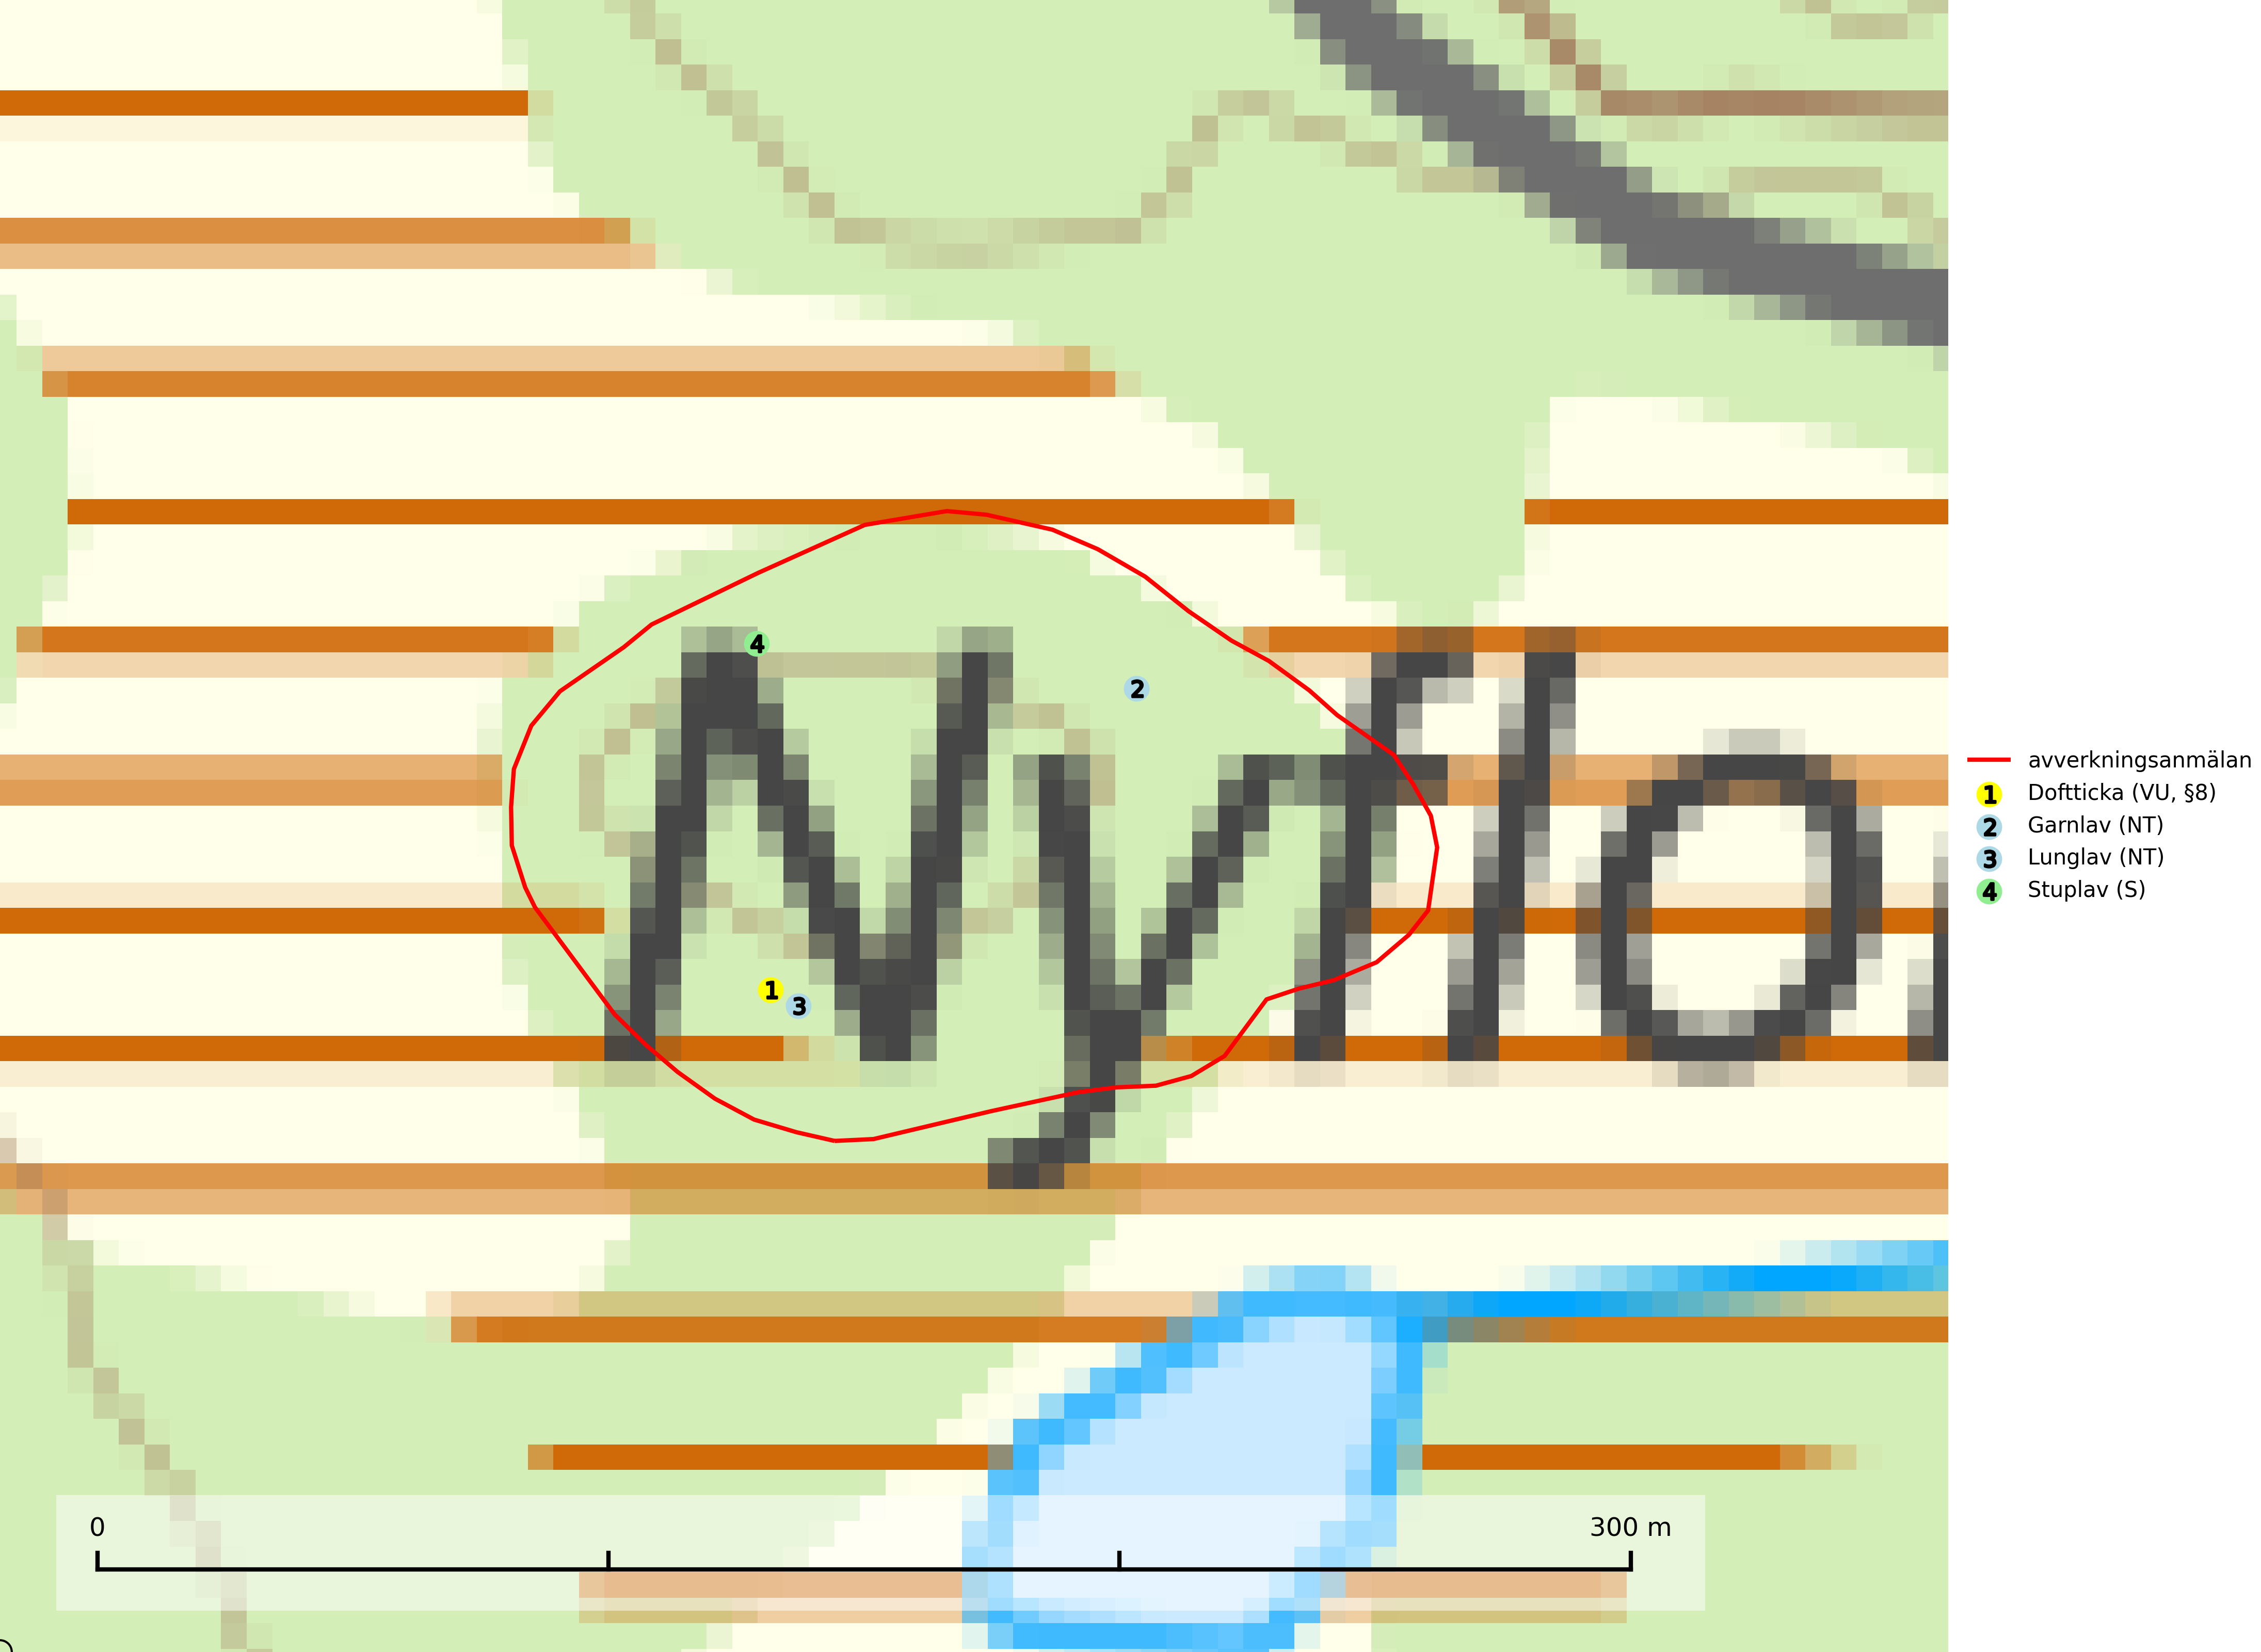 4
2
1
3
0
300 m
avverkningsanmälan
1 Doftticka (VU, §8)
2 Garnlav (NT)
3 Lunglav (NT)
4 Stuplav (S)